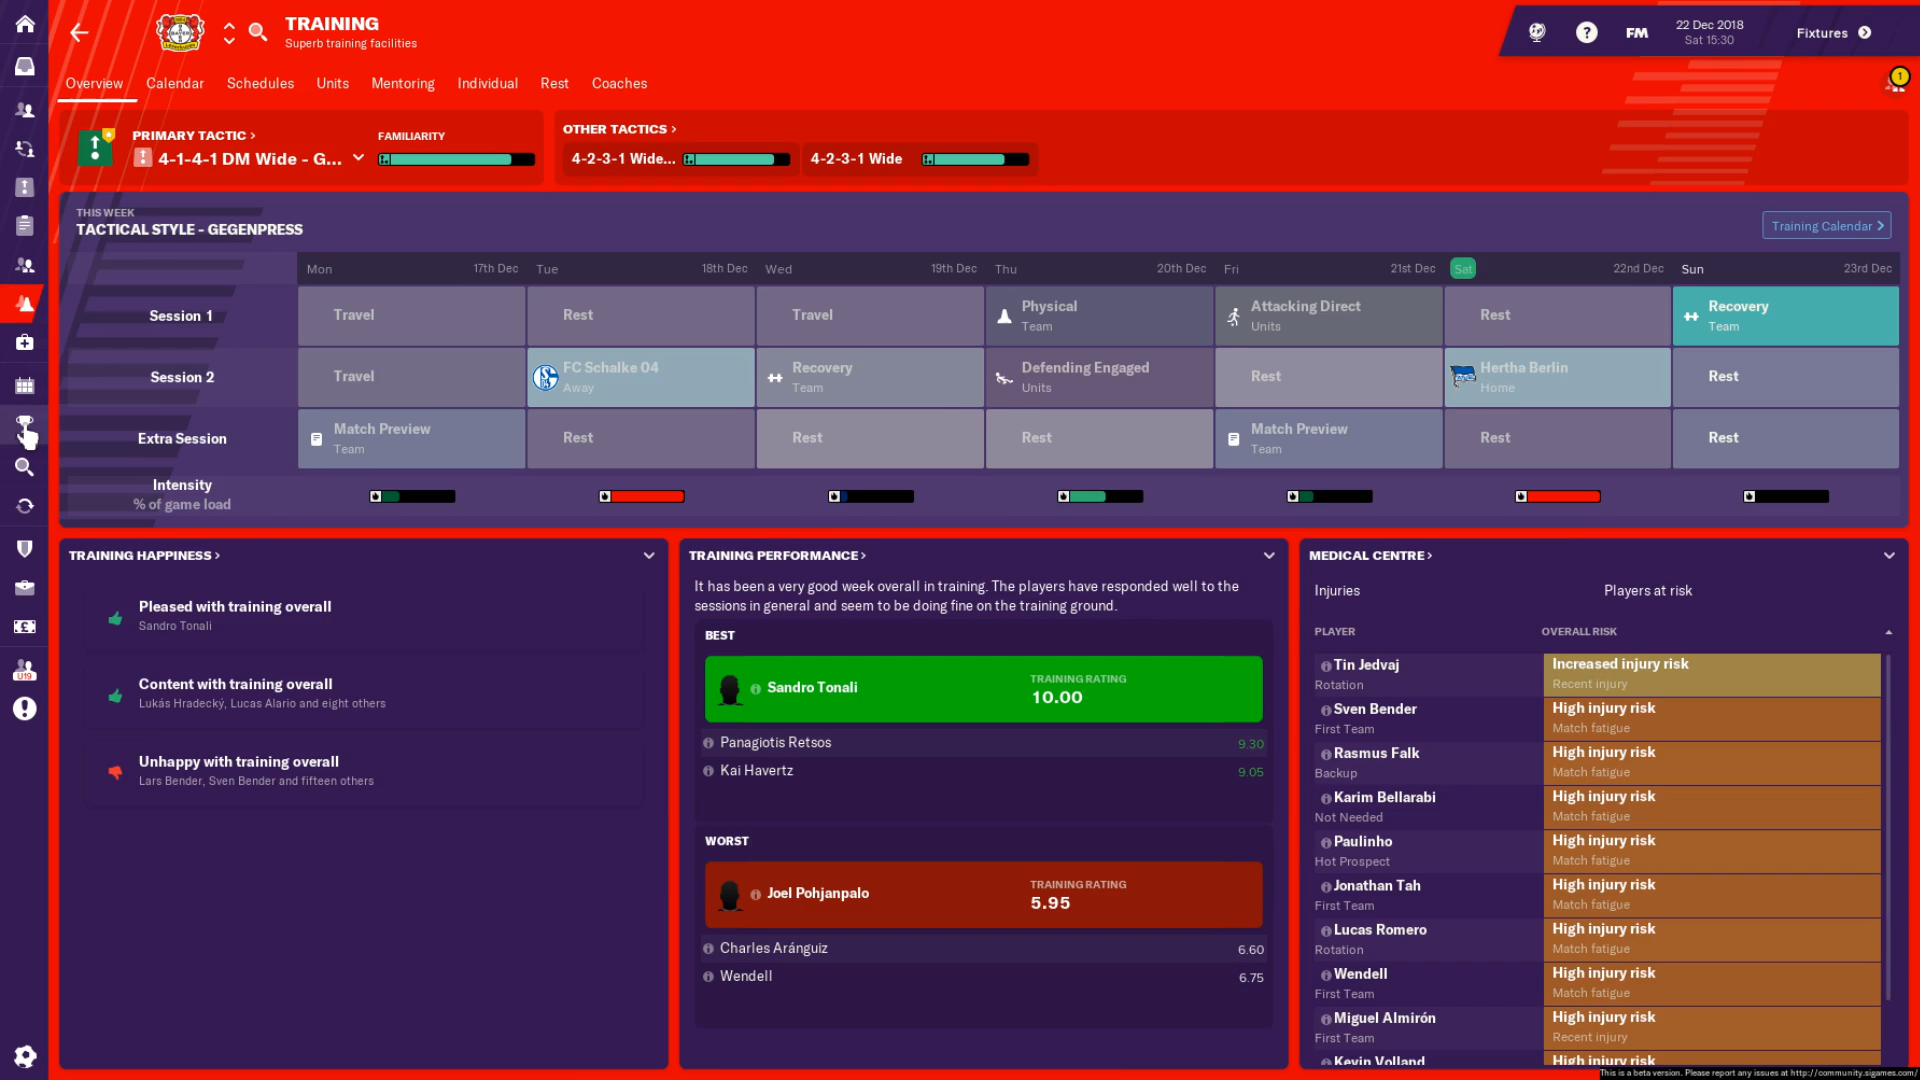 TRAINING
Superb training facilities
FM
22 Dec 2018
Sat 15:30
Fixtures
Overview
Calendar
Schedules
Units
Mentoring
Individual
Rest
Coaches
1
PRIMARY TACTIC >
4-1-4-1 DM Wide - G...
FAMILIARITY
OTHER TACTICS >
4-2-3-1 Wide...
4-2-3-1 Wide
THIS WEEK
TACTICAL STYLE - GEGENPRESS
Training Calendar >
Mon 17th Dec
Tue 18th Dec
Wed 19th Dec
Thu 20th Dec
Fri 21st Dec
Sat 22nd Dec
Sun 23rd Dec
Session 1
Travel
Rest
Travel
Physical
Team
Attacking Direct
Units
Rest
Recovery
Team
Session 2
Travel
FC Schalke 04
Away
Recovery
Team
Defending Engaged
Units
Rest
Hertha Berlin
Home
Rest
Extra Session
Match Preview
Team
Rest
Rest
Rest
Match Preview
Team
Rest
Rest
Intensity
% of game load
TRAINING HAPPINESS >
Pleased with training overall
Sandro Tonali
Content with training overall
Lukás Hradecký, Lucas Alario and eight others
Unhappy with training overall
Lars Bender, Sven Bender and fifteen others
U19
TRAINING PERFORMANCE >
It has been a very good week overall in training. The players have responded well to the
sessions in general and seem to be doing fine on the training ground.
BEST
Sandro Tonali
TRAINING RATING
10.00
Panagiotis Retsos 9.30
Kai Havertz 9.05
WORST
Joel Pohjanpalo
TRAINING RATING
5.95
Charles Aránguiz 6.60
Wendell 6.75
MEDICAL CENTRE >
Injuries
Players at risk
PLAYER
OVERALL RISK
Tin Jedvaj
Rotation
Increased injury risk
Recent injury
Sven Bender
First Team
High injury risk
Match fatigue
Rasmus Falk
Backup
High injury risk
Match fatigue
Karim Bellarabi
Not Needed
High injury risk
Match fatigue
Paulinho
Hot Prospect
High injury risk
Match fatigue
Jonathan Tah
First Team
High injury risk
Match fatigue
Lucas Romero
Rotation
High injury risk
Match fatigue
Wendell
First Team
High injury risk
Match fatigue
Miguel Almirón
First Team
High injury risk
Recent injury
Kevin Volland
High injury risk
This is a beta version. Please report any issues at http://community.sigames.com/